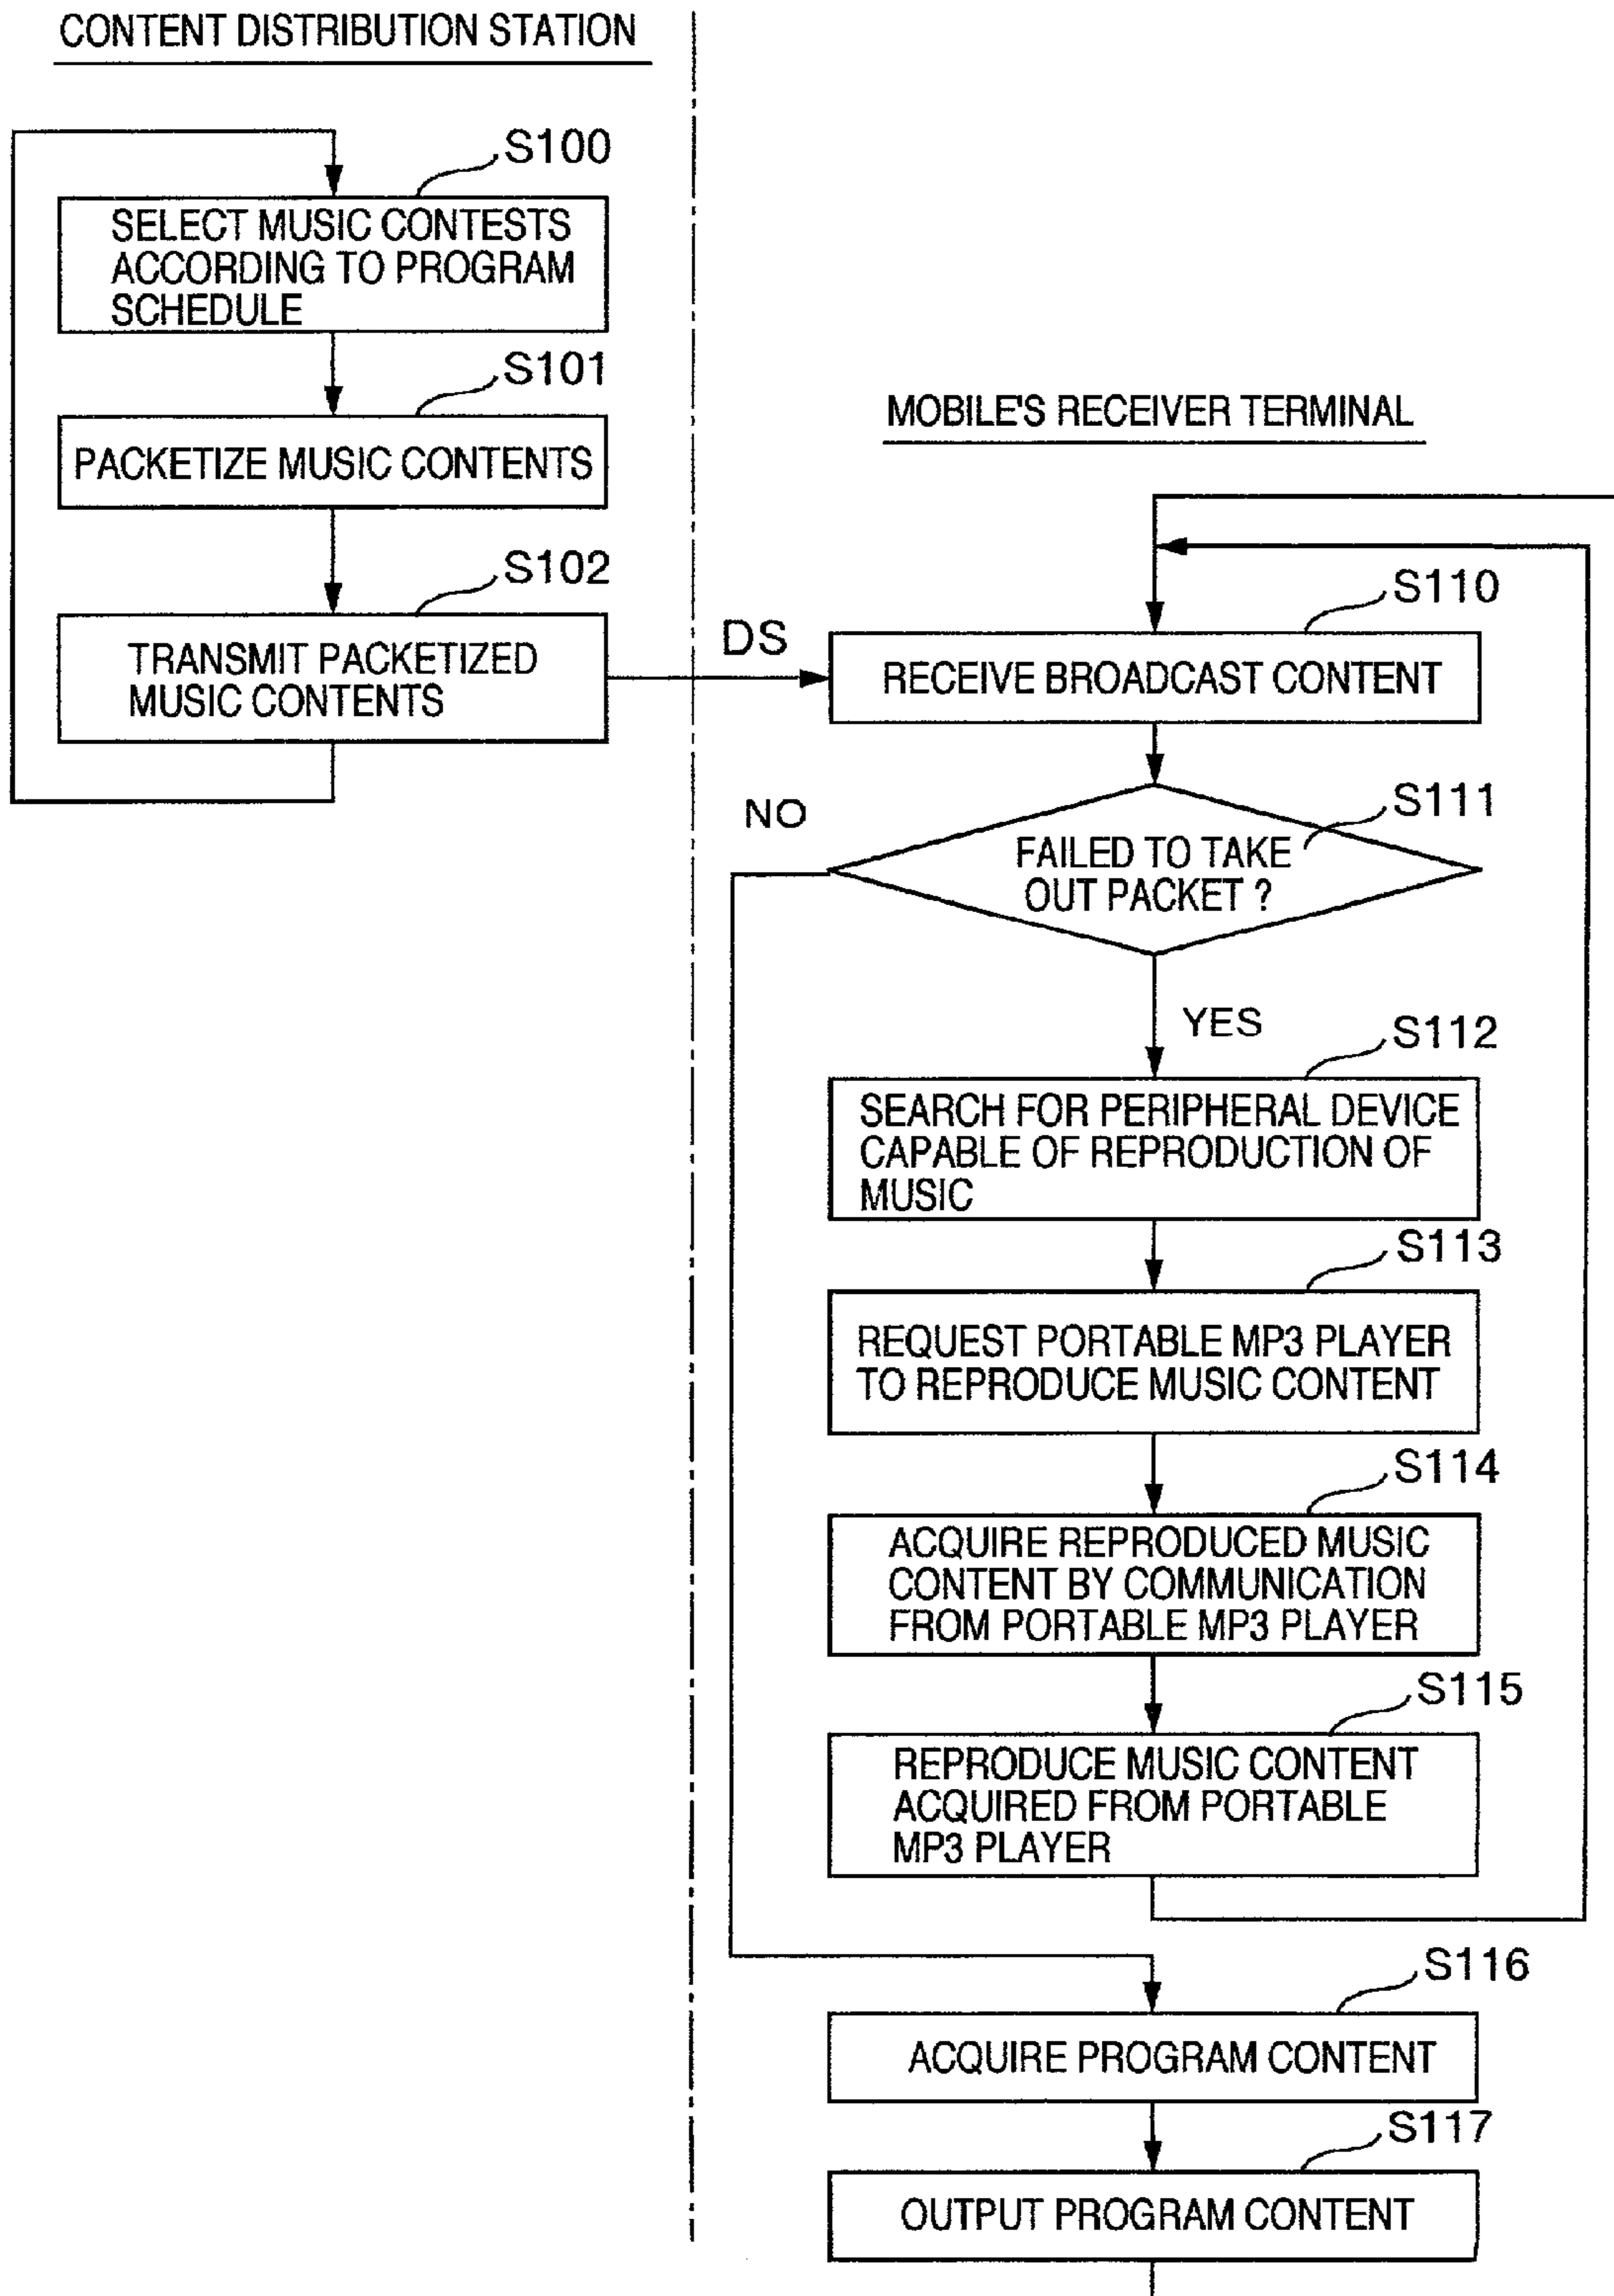 CONTENT DISTRIBUTION STATION
S100
SELECT MUSIC CONTESTS
ACCORDING TO PROGRAM
SCHEDULE
S101
PACKETIZE MUSIC CONTENTS
S102
TRANSMIT PACKETIZED
MUSIC CONTENTS
DS
MOBILE'S RECEIVER TERMINAL
S110
RECEIVE BROADCAST CONTENT
S111
NO
FAILED TO TAKE
OUT PACKET ?
YES
S112
SEARCH FOR PERIPHERAL DEVICE
CAPABLE OF REPRODUCTION OF
MUSIC
S113
REQUEST PORTABLE MP3 PLAYER
TO REPRODUCE MUSIC CONTENT
S114
ACQUIRE REPRODUCED MUSIC
CONTENT BY COMMUNICATION
FROM PORTABLE MP3 PLAYER
S115
REPRODUCE MUSIC CONTENT
ACQUIRED FROM PORTABLE
MP3 PLAYER
S116
ACQUIRE PROGRAM CONTENT
S117
OUTPUT PROGRAM CONTENT